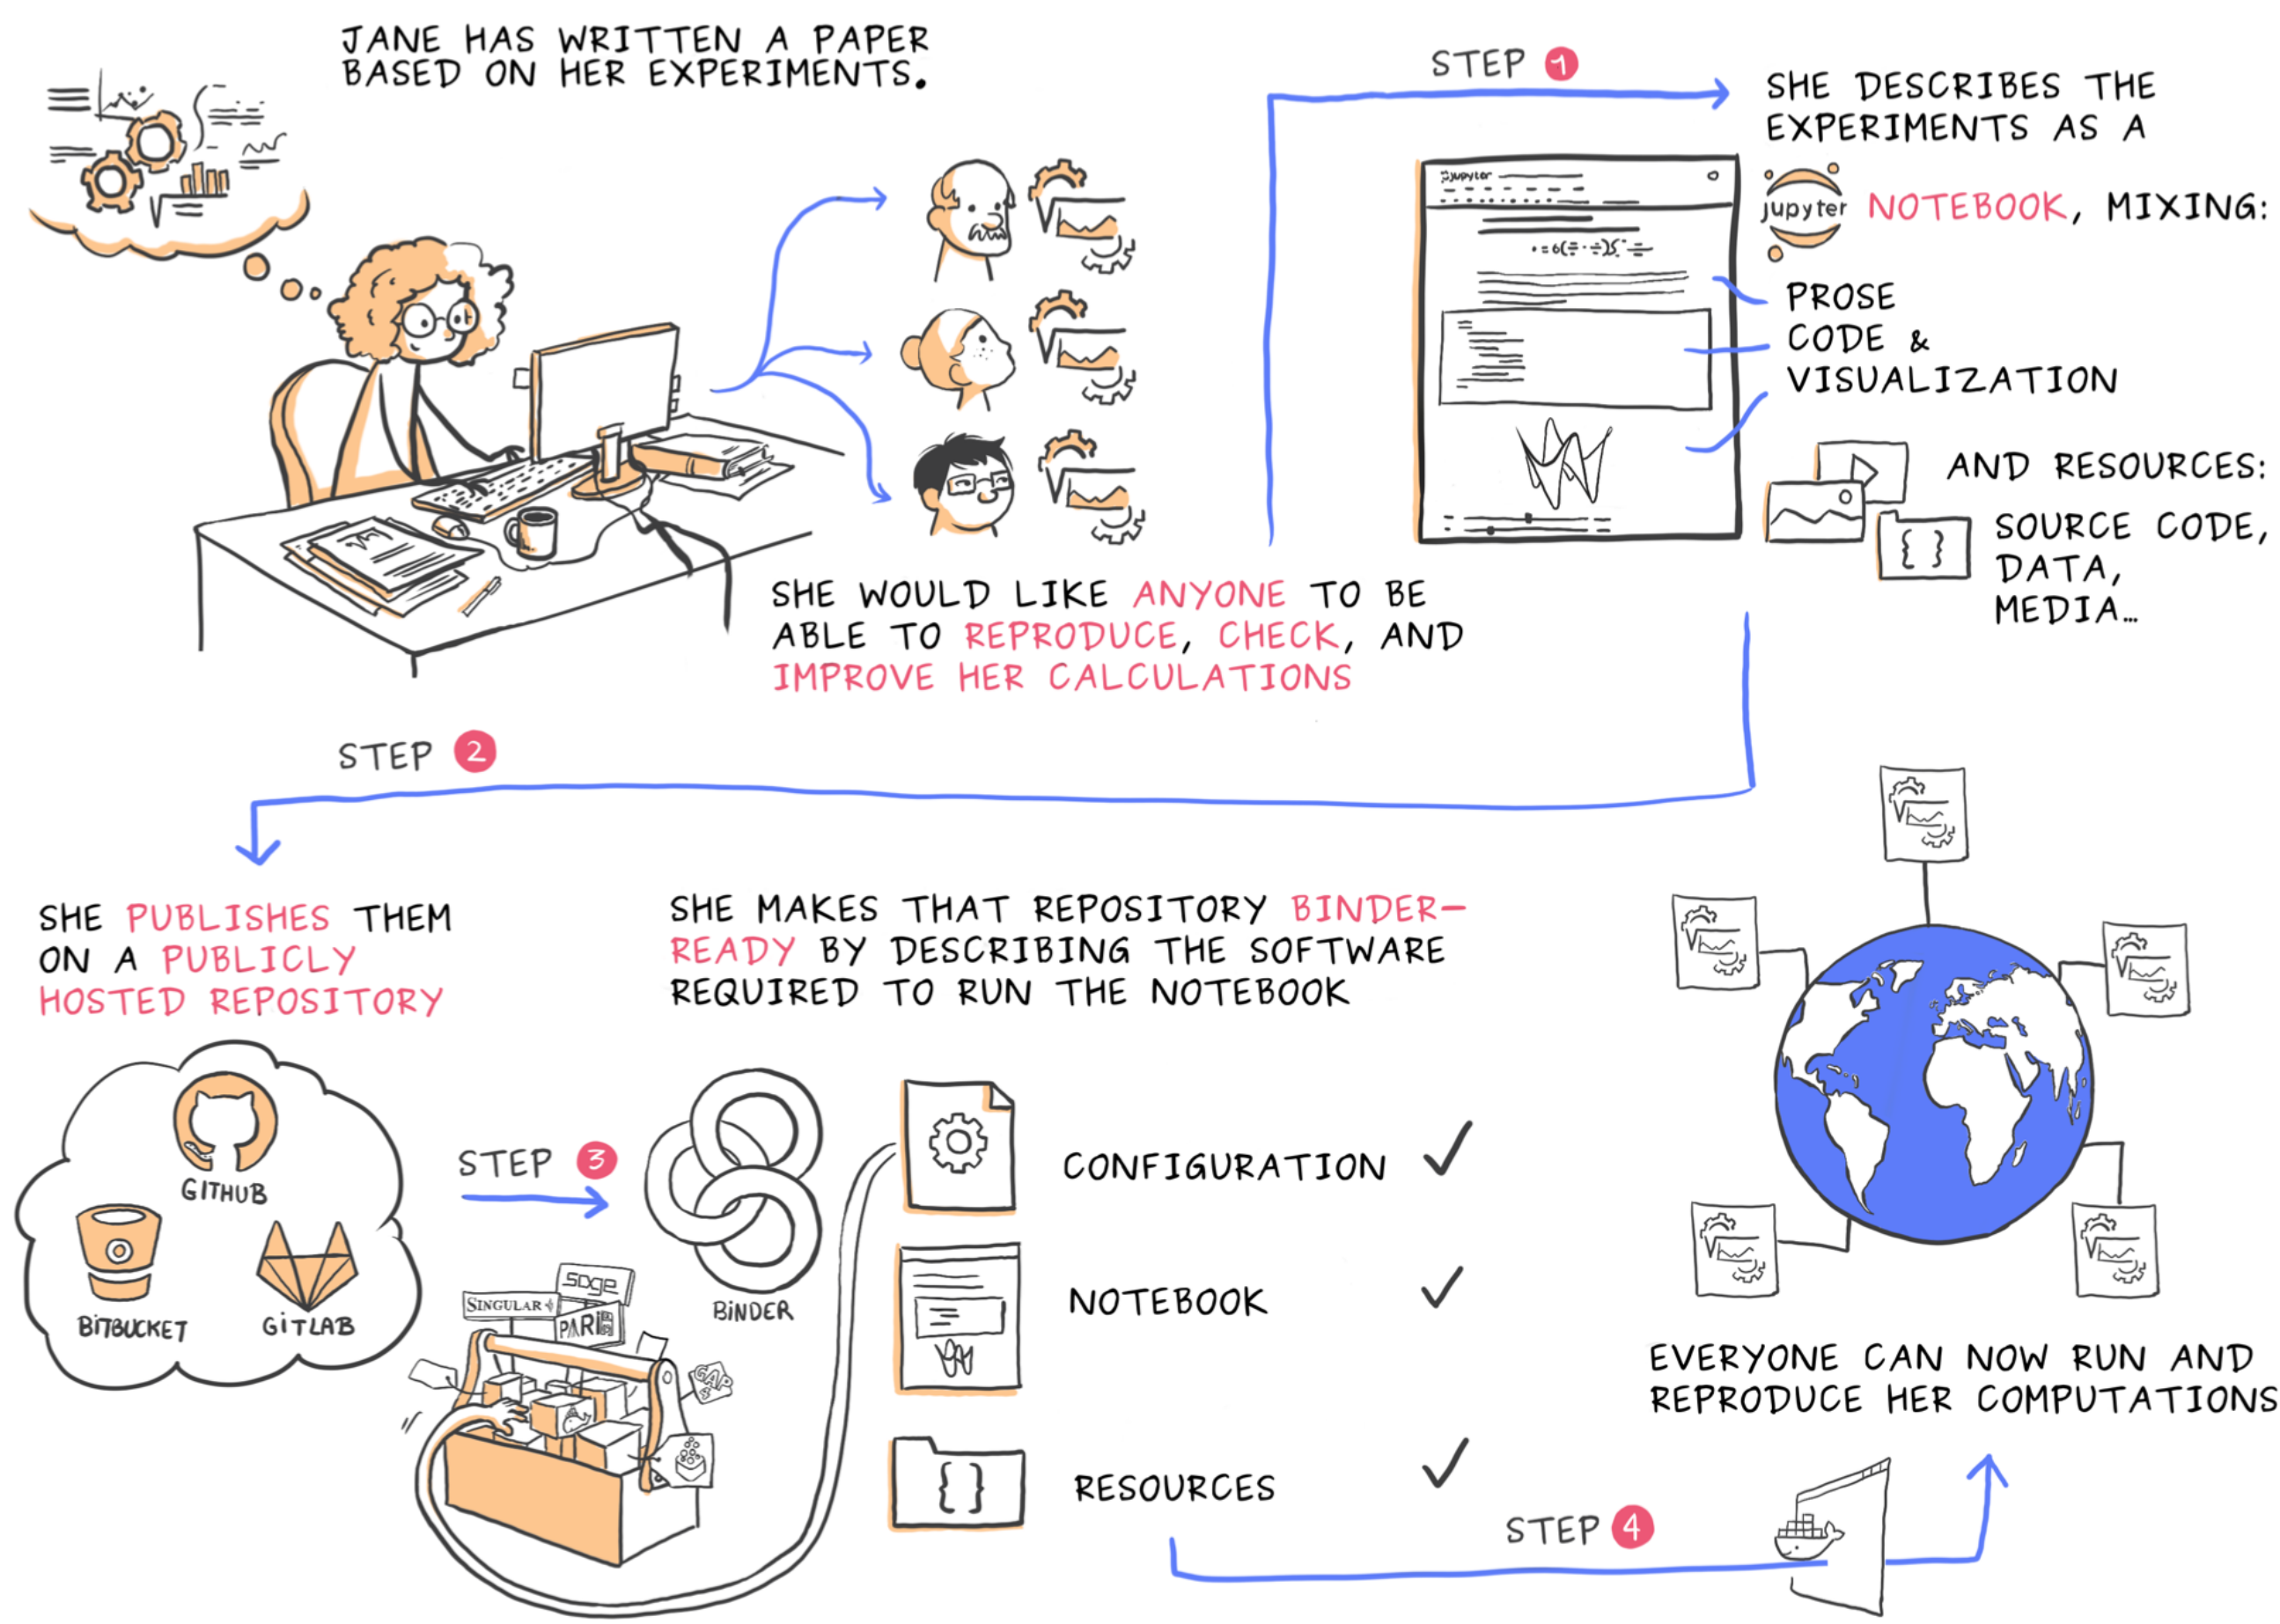 JANE HAS WRITTEN A PAPER
BASED ON HER EXPERIMENTS.
SHE WOULD LIKE ANYONE TO BE
ABLE TO REPRODUCE, CHECK, AND
IMPROVE HER CALCULATIONS
STEP 1
SHE DESCRIBES THE
EXPERIMENTS AS A
jupyter NOTEBOOK, MIXING:
jupyter
PROSE
CODE &
VISUALIZATION
AND RESOURCES:
SOURCE CODE,
DATA,
MEDIA...
{ }
STEP 2
SHE PUBLISHES THEM
ON A PUBLICLY
HOSTED REPOSITORY
GITHUB
BITBUCKET
GITLAB
STEP 3
SHE MAKES THAT REPOSITORY BINDER-
READY BY DESCRIBING THE SOFTWARE
REQUIRED TO RUN THE NOTEBOOK
BINDER
SAGE
SINGULAR
PARI
GAP
4
CONFIGURATION
NOTEBOOK
{ }
RESOURCES
STEP 4
EVERYONE CAN NOW RUN AND
REPRODUCE HER COMPUTATIONS